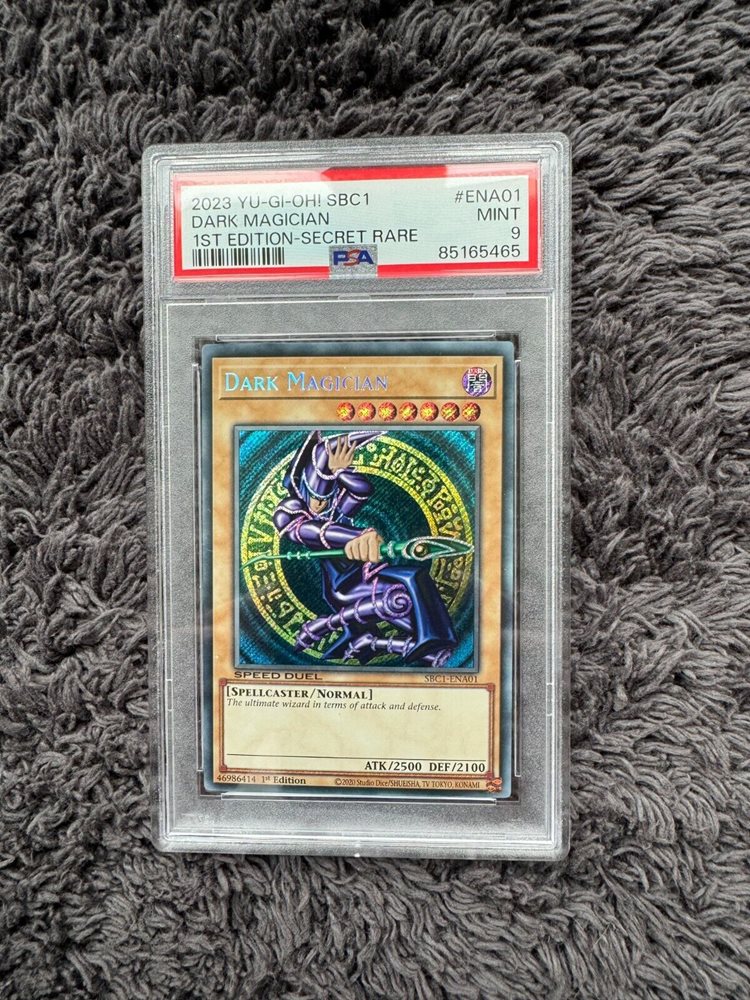 2023 YU-GI-OH! SBC1 #ENA01
DARK MAGICIAN MINT
1ST EDITION-SECRET RARE 9
PSA 85165465
DARK MAGICIAN
DARK
闇
SPEED DUEL SBC1-ENA01
[SPELLCASTER/NORMAL]
The ultimate wizard in terms of attack and defense.
ATK/2500 DEF/2100
46986414 1st Edition ©2020 Studio Dice/SHUEISHA, TV TOKYO, KONAMI